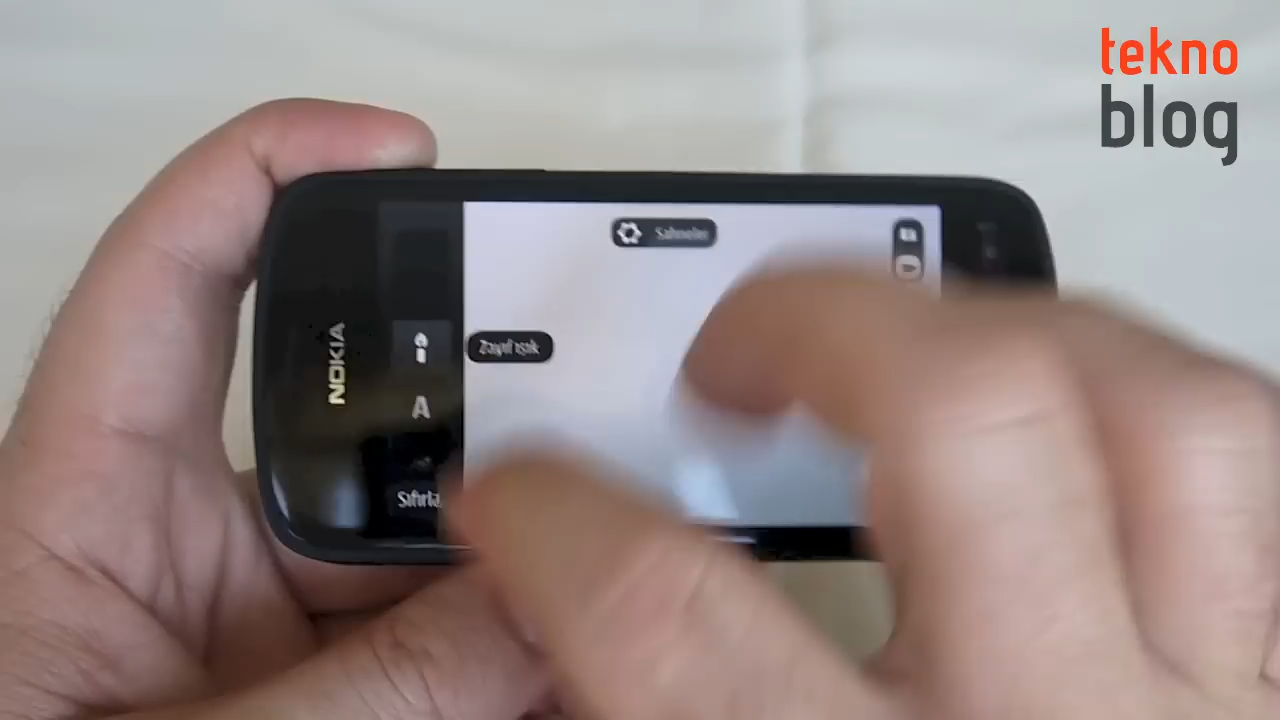 tekno
blog
Sahneler
NOKIA
Zayıf ışık
A
Sıfırla